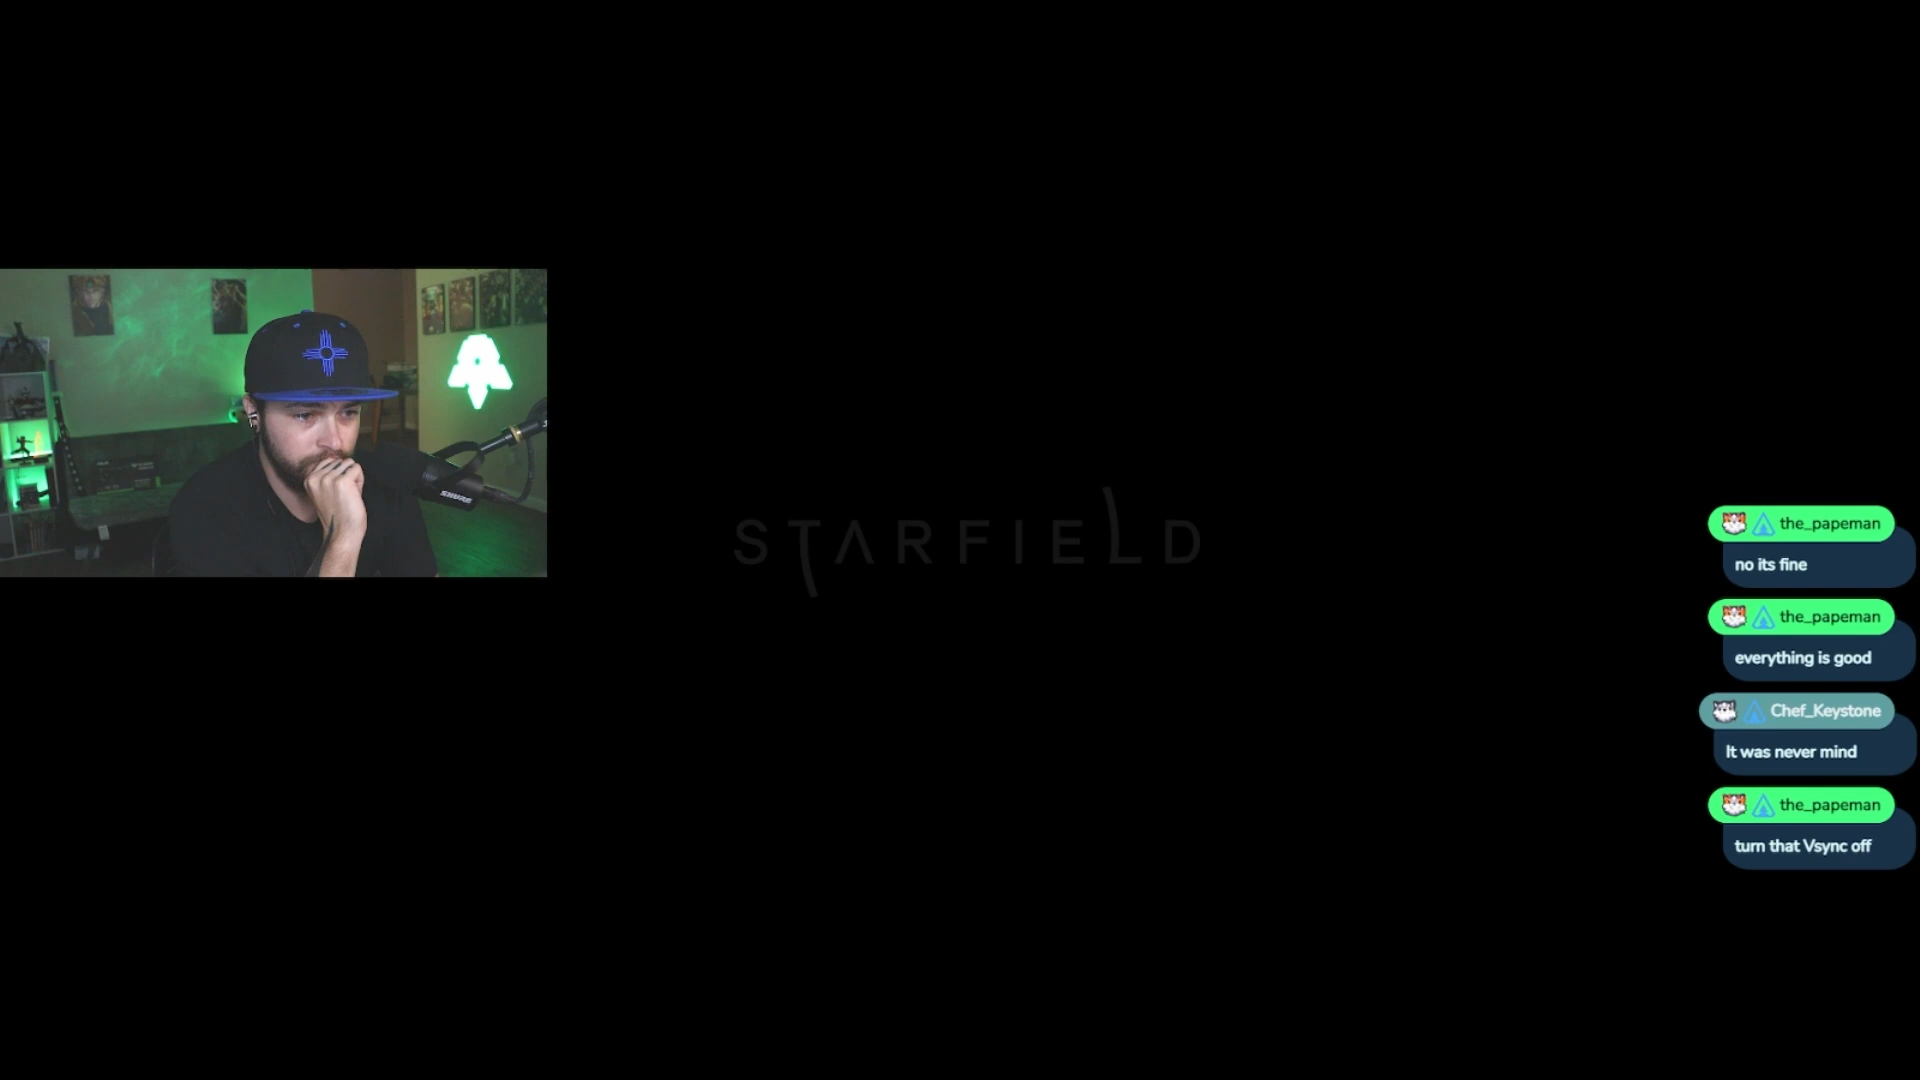 SHURE
STARFIELD
the_papeman
no its fine
the_papeman
everything is good
Chef_Keystone
It was never mind
the_papeman
turn that Vsync off